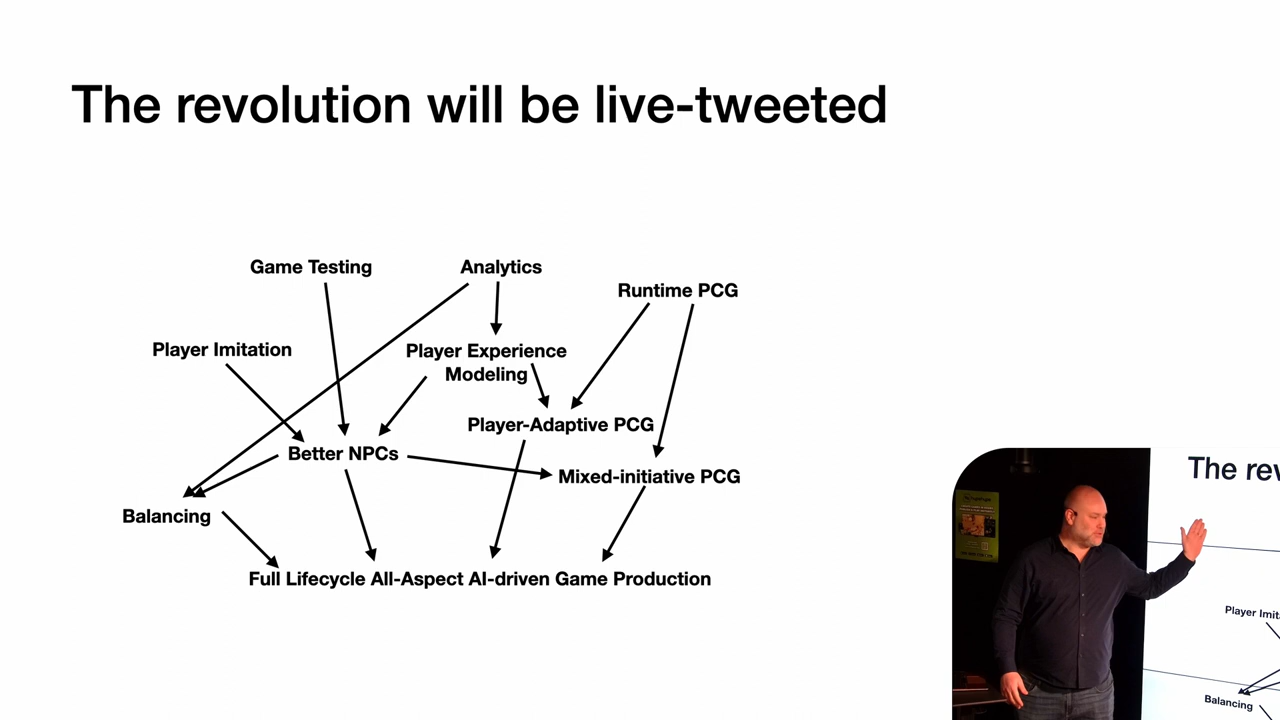 The revolution will be live-tweeted
Game Testing
Analytics
Runtime PCG
Player Imitation
Player Experience
Modeling
Player-Adaptive PCG
Better NPCs
Mixed-initiative PCG
Balancing
Full Lifecycle All-Aspect AI-driven Game Production
The rev
Player Imit
Balancing